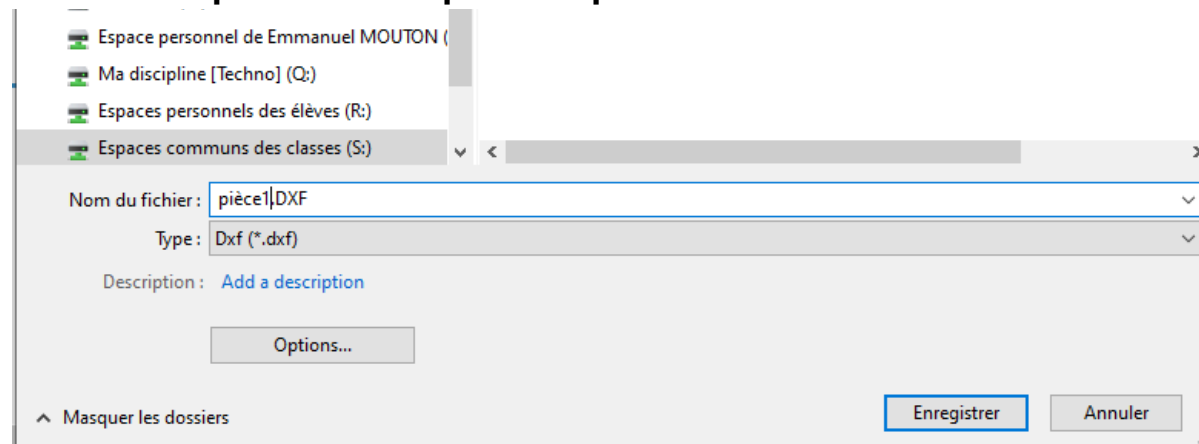 Espace personnel de Emmanuel MOUTON (
Ma discipline [Techno] (Q:)
Espaces personnels des élèves (R:)
Espaces communs des classes (S:)
Nom du fichier : pièce1.DXF
Type : Dxf (*.dxf)
Description : Add a description
Options...
Masquer les dossiers
Enregistrer Annuler